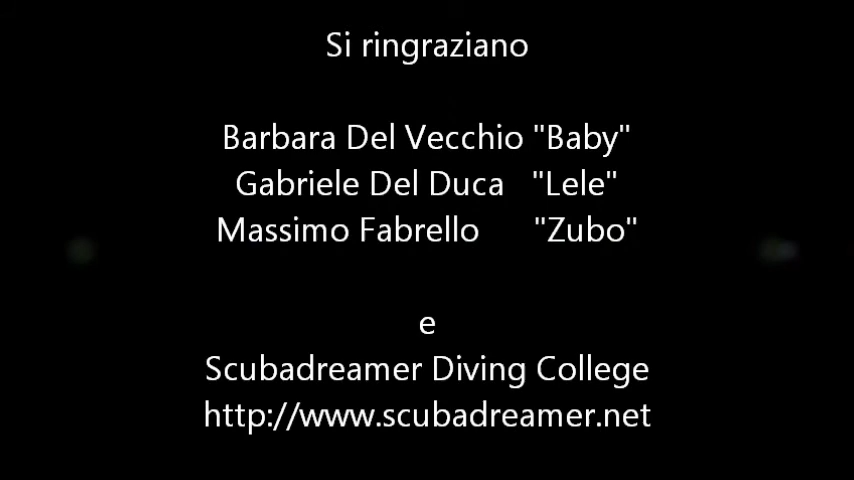 Si ringraziano
Barbara Del Vecchio "Baby"
Gabriele Del Duca "Lele"
Massimo Fabrello "Zubo"
e
Scubadreamer Diving College
http://www.scubadreamer.net